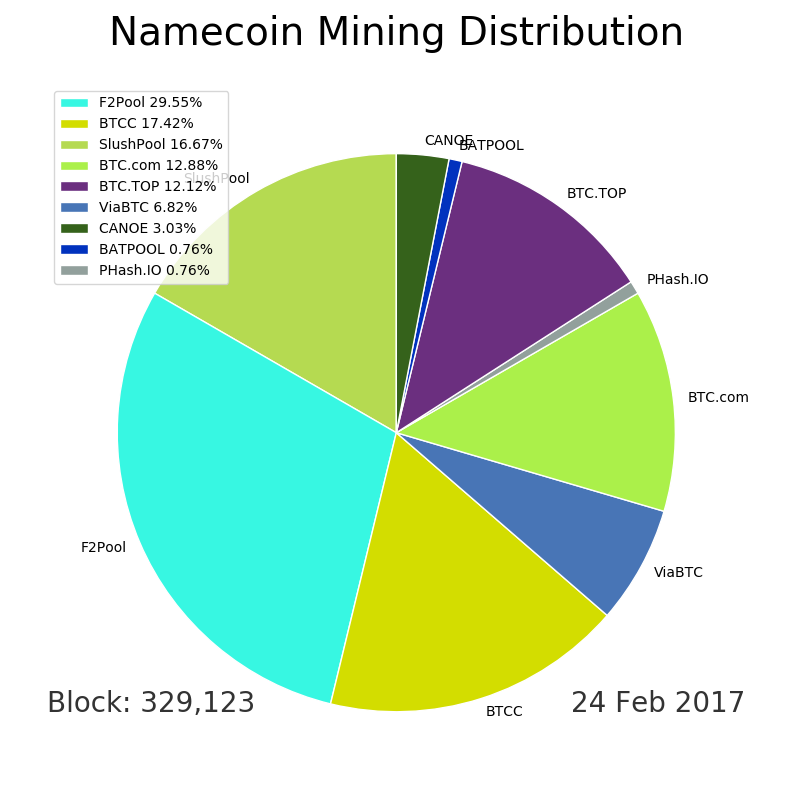 Namecoin Mining Distribution
F2Pool 29.55%
BTCC 17.42%
SlushPool 16.67%
BTC.com 12.88%
BTC.TOP 12.12%
ViaBTC 6.82%
CANOE 3.03%
BATPOOL 0.76%
PHash.IO 0.76%
CANOE
BATPOOL
SlushPool
BTC.TOP
PHash.IO
BTC.com
F2Pool
ViaBTC
BTCC
Block: 329,123
24 Feb 2017